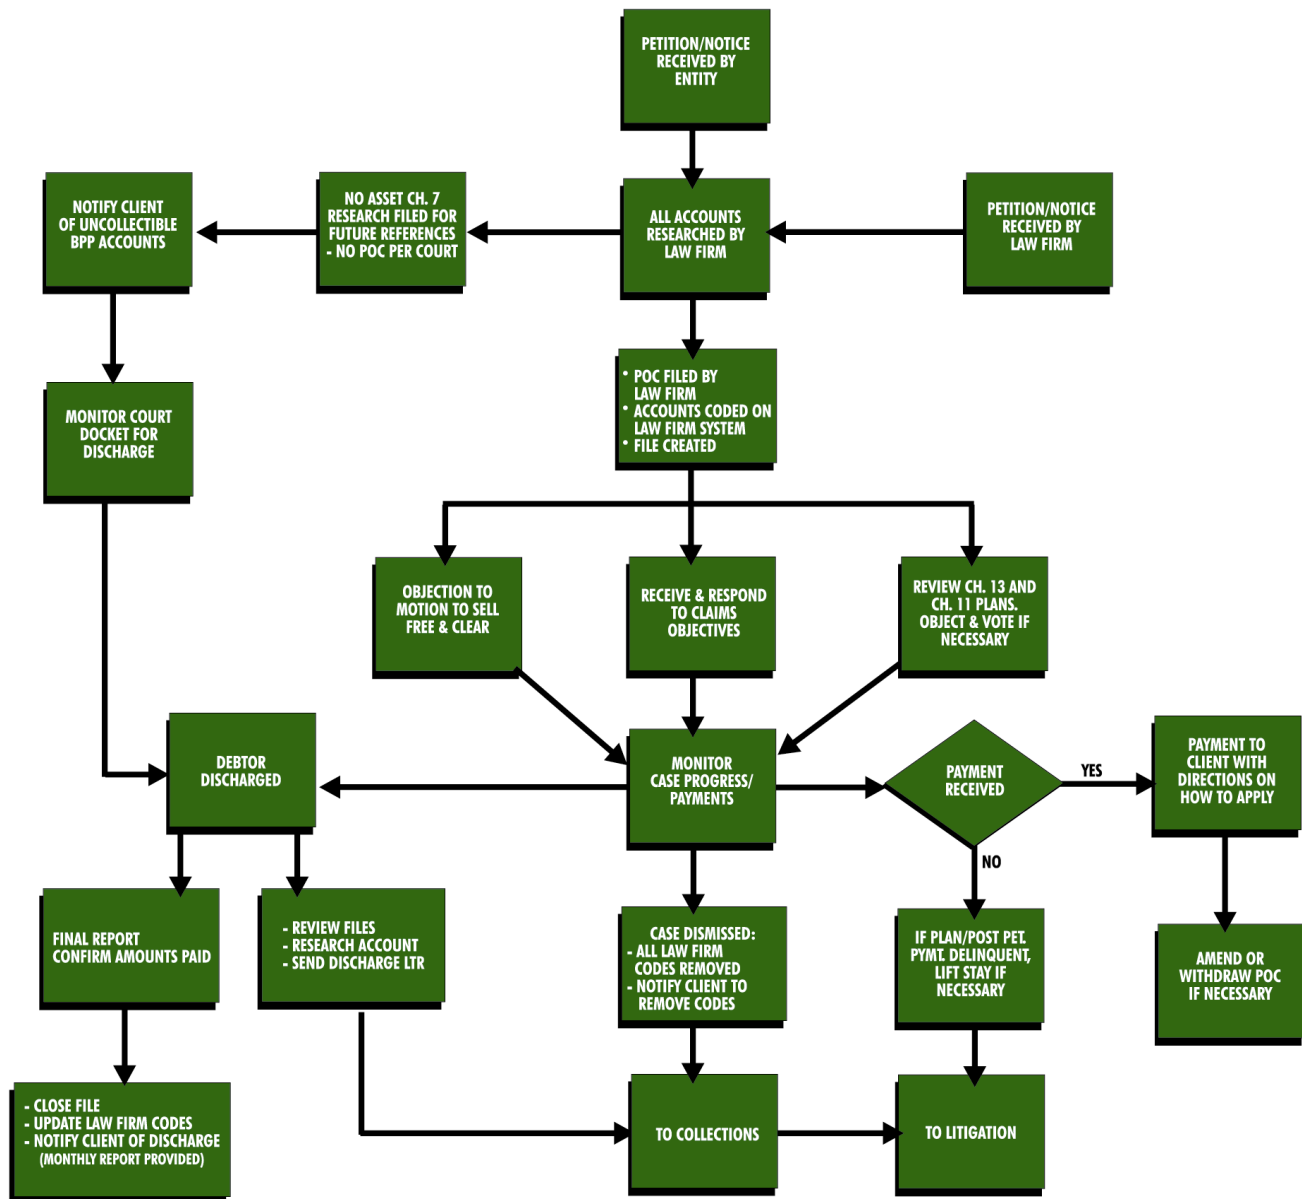 PETITION/NOTICE
RECEIVED BY
ENTITY
NOTIFY CLIENT
OF UNCOLLECTIBLE
BPP ACCOUNTS
NO ASSET CH. 7
RESEARCH FILED FOR
FUTURE REFERENCES
- NO POC PER COURT
ALL ACCOUNTS
RESEARCHED BY
LAW FIRM
PETITION/NOTICE
RECEIVED BY
LAW FIRM
• POC FILED BY
LAW FIRM
• ACCOUNTS CODED ON
LAW FIRM SYSTEM
• FILE CREATED
MONITOR COURT
DOCKET FOR
DISCHARGE
OBJECTION TO
MOTION TO SELL
FREE & CLEAR
RECEIVE & RESPOND
TO CLAIMS
OBJECTIVES
REVIEW CH. 13 AND
CH. 11 PLANS.
OBJECT & VOTE IF
NECESSARY
DEBTOR
DISCHARGED
MONITOR
CASE PROGRESS/
PAYMENTS
PAYMENT
RECEIVED
YES
PAYMENT TO
CLIENT WITH
DIRECTIONS ON
HOW TO APPLY
NO
FINAL REPORT
CONFIRM AMOUNTS PAID
- REVIEW FILES
- RESEARCH ACCOUNT
- SEND DISCHARGE LTR
CASE DISMISSED:
- ALL LAW FIRM
CODES REMOVED
- NOTIFY CLIENT TO
REMOVE CODES
IF PLAN/POST PET.
PYMT. DELINQUENT,
LIFT STAY IF
NECESSARY
AMEND OR
WITHDRAW POC
IF NECESSARY
- CLOSE FILE
- UPDATE LAW FIRM CODES
- NOTIFY CLIENT OF DISCHARGE
(MONTHLY REPORT PROVIDED)
TO COLLECTIONS
TO LITIGATION